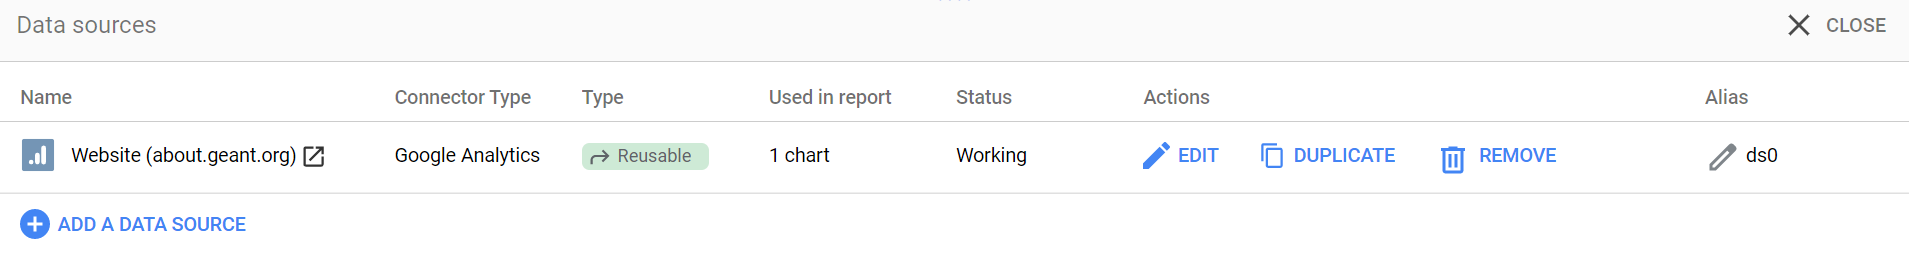 Data sources CLOSE
Name Connector Type Type Used in report Status Actions Alias
Website (about.geant.org) Google Analytics Reusable 1 chart Working EDIT DUPLICATE REMOVE ds0
ADD A DATA SOURCE